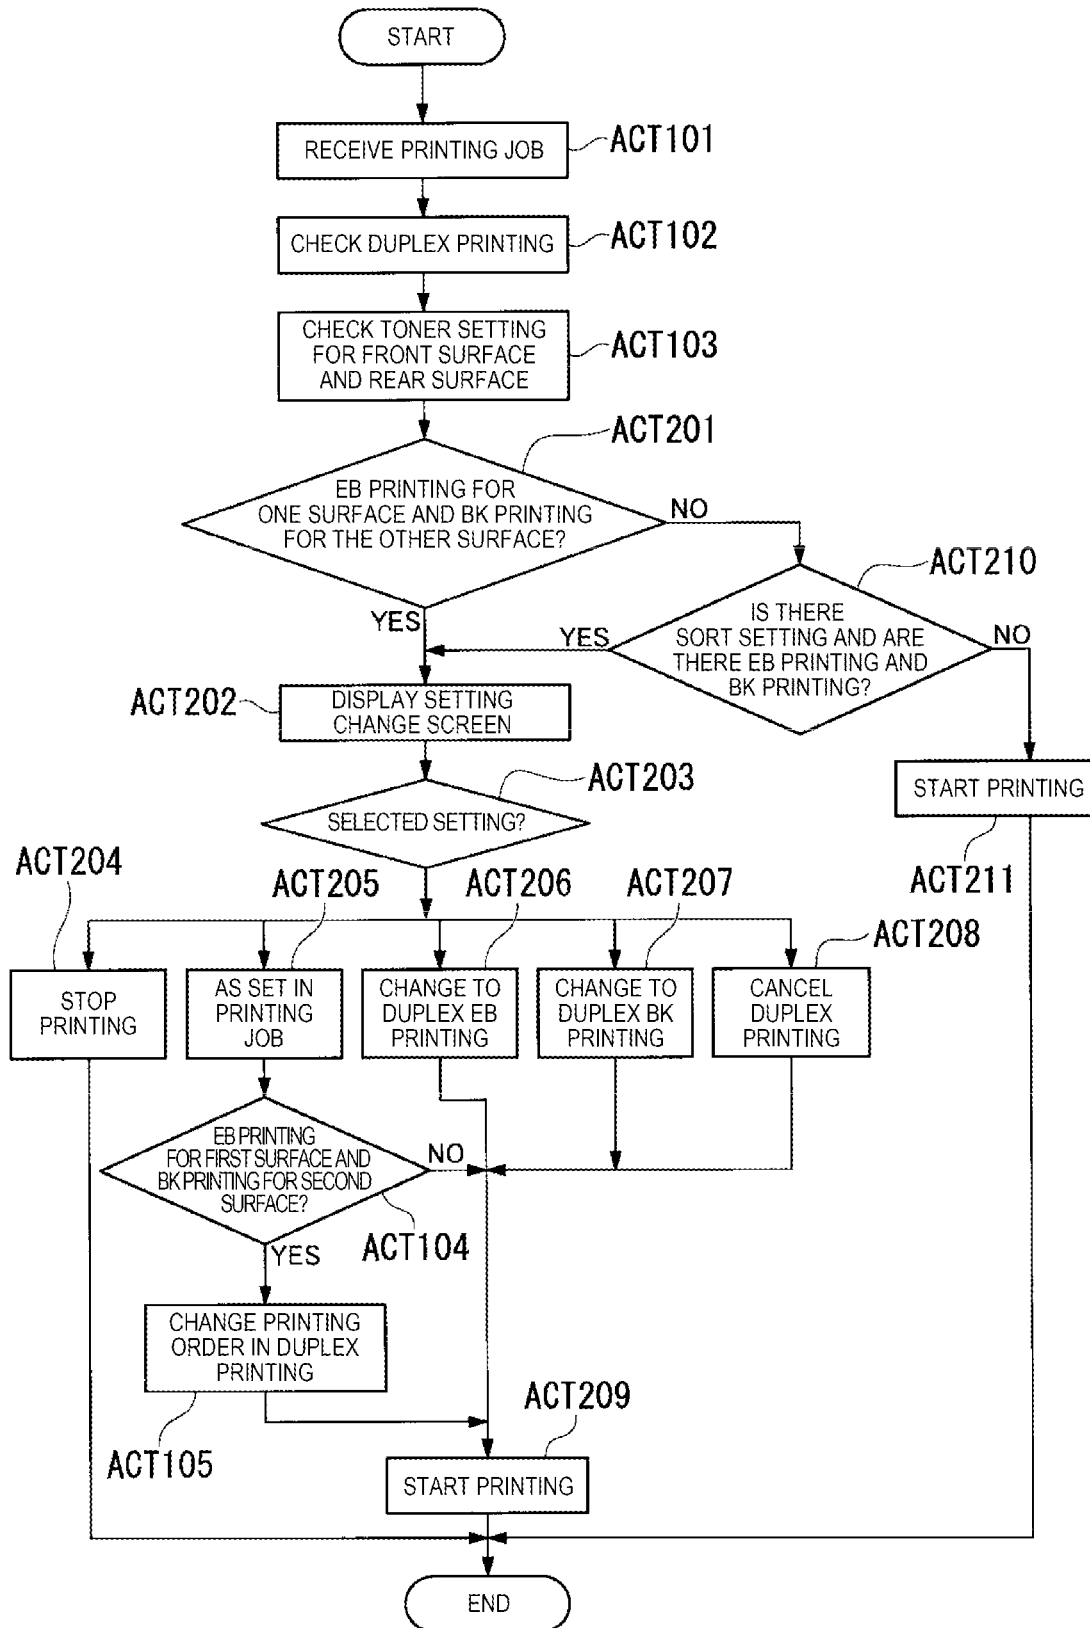 START
RECEIVE PRINTING JOB
ACT101
CHECK DUPLEX PRINTING
ACT102
CHECK TONER SETTING
FOR FRONT SURFACE
AND REAR SURFACE
ACT103
ACT201
EB PRINTING FOR
ONE SURFACE AND BK PRINTING
FOR THE OTHER SURFACE?
NO
YES
ACT210
IS THERE
SORT SETTING AND ARE
THERE EB PRINTING AND
BK PRINTING?
YES
NO
ACT202
DISPLAY SETTING
CHANGE SCREEN
ACT203
SELECTED SETTING?
START PRINTING
ACT211
ACT204
ACT205
ACT206
ACT207
ACT208
STOP
PRINTING
AS SET IN
PRINTING
JOB
CHANGE TO
DUPLEX EB
PRINTING
CHANGE TO
DUPLEX BK
PRINTING
CANCEL
DUPLEX
PRINTING
EB PRINTING
FOR FIRST SURFACE AND
BK PRINTING FOR SECOND
SURFACE?
NO
YES
ACT104
CHANGE PRINTING
ORDER IN DUPLEX
PRINTING
ACT105
ACT209
START PRINTING
END